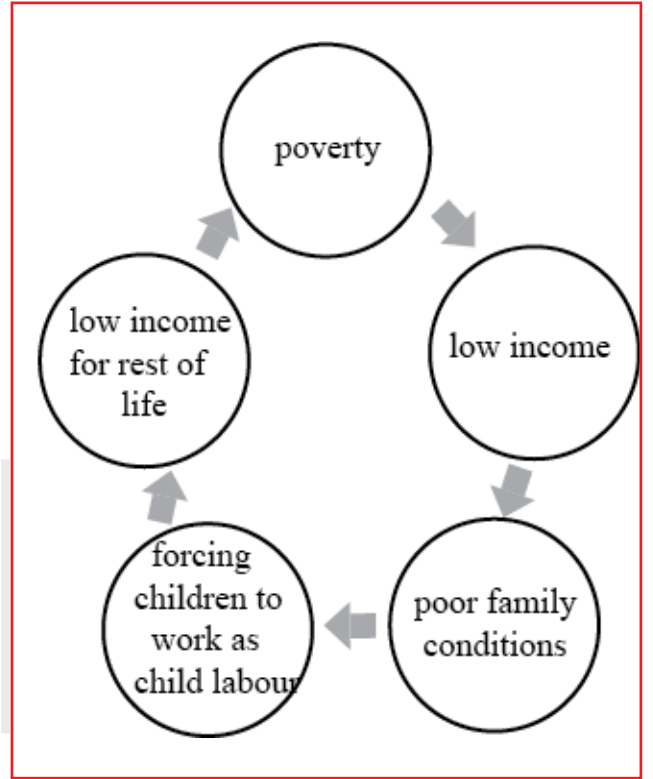 poverty
low income
poor family
conditions
forcing
children to
work as
child labour
low income
for rest of
life